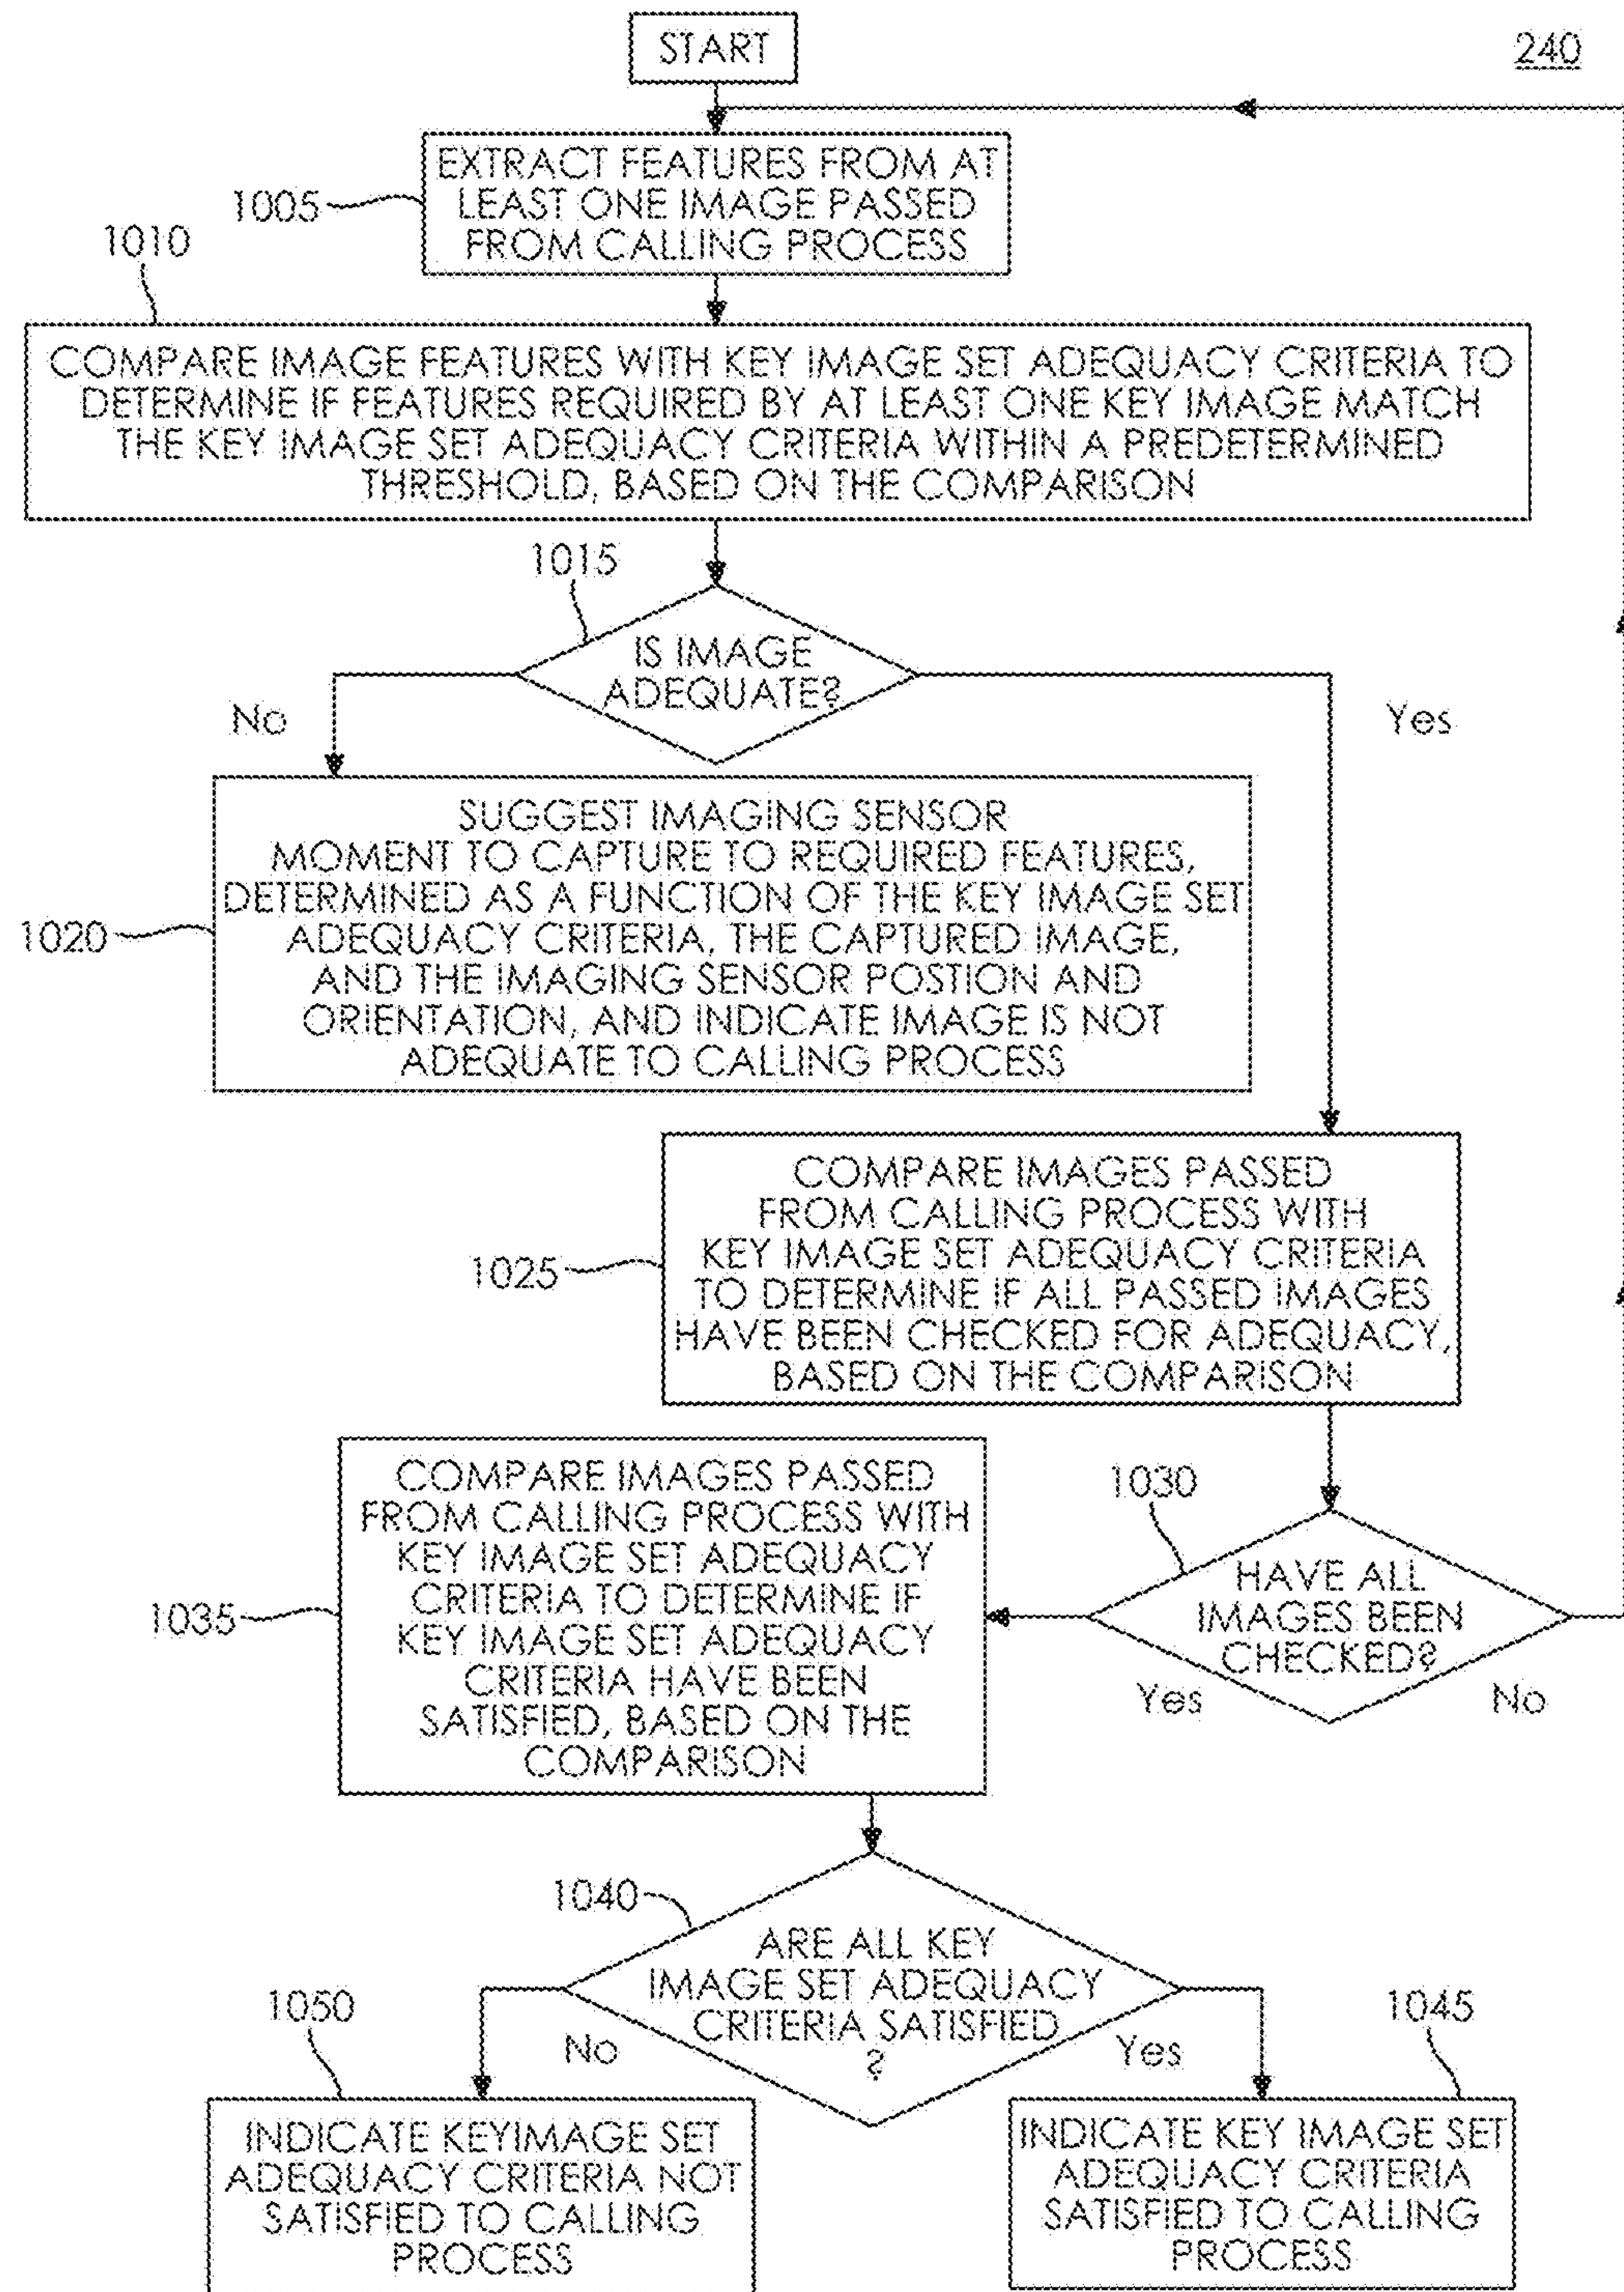 START
240
EXTRACT FEATURES FROM AT
LEAST ONE IMAGE PASSED
FROM CALLING PROCESS
1005
1010
COMPARE IMAGE FEATURES WITH KEY IMAGE SET ADEQUACY CRITERIA TO
DETERMINE IF FEATURES REQUIRED BY AT LEAST ONE KEY IMAGE MATCH
THE KEY IMAGE SET ADEQUACY CRITERIA WITHIN A PREDETERMINED
THRESHOLD, BASED ON THE COMPARISON
1015
IS IMAGE
ADEQUATE?
No
Yes
SUGGEST IMAGING SENSOR
MOMENT TO CAPTURE TO REQUIRED FEATURES,
DETERMINED AS A FUNCTION OF THE KEY IMAGE SET
ADEQUACY CRITERIA, THE CAPTURED IMAGE,
AND THE IMAGING SENSOR POSTION AND
ORIENTATION, AND INDICATE IMAGE IS NOT
ADEQUATE TO CALLING PROCESS
1020
COMPARE IMAGES PASSED
FROM CALLING PROCESS WITH
KEY IMAGE SET ADEQUACY CRITERIA
TO DETERMINE IF ALL PASSED IMAGES
HAVE BEEN CHECKED FOR ADEQUACY,
BASED ON THE COMPARISON
1025
1030
HAVE ALL
IMAGES BEEN
CHECKED?
Yes
No
COMPARE IMAGES PASSED
FROM CALLING PROCESS WITH
KEY IMAGE SET ADEQUACY
CRITERIA TO DETERMINE IF
KEY IMAGE SET ADEQUACY
CRITERIA HAVE BEEN
SATISFIED, BASED ON THE
COMPARISON
1035
1040
ARE ALL KEY
IMAGE SET ADEQUACY
CRITERIA SATISFIED
?
No
Yes
1050
1045
INDICATE KEYIMAGE SET
ADEQUACY CRITERIA NOT
SATISFIED TO CALLING
PROCESS
INDICATE KEY IMAGE SET
ADEQUACY CRITERIA
SATISFIED TO CALLING
PROCESS